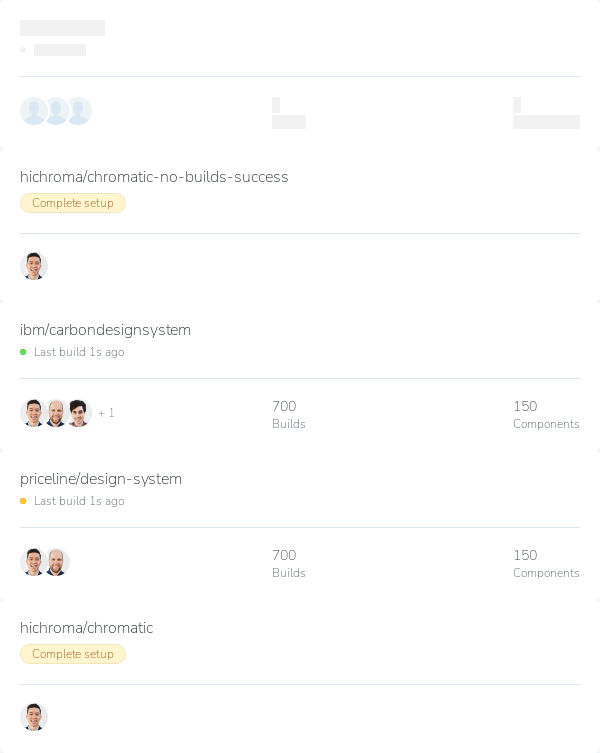 hichroma/chromatic-no-builds-success
Complete setup
ibm/carbondesignsystem
Last build 1s ago
+ 1
700
Builds
150
Components
priceline/design-system
Last build 1s ago
700
Builds
150
Components
hichroma/chromatic
Complete setup